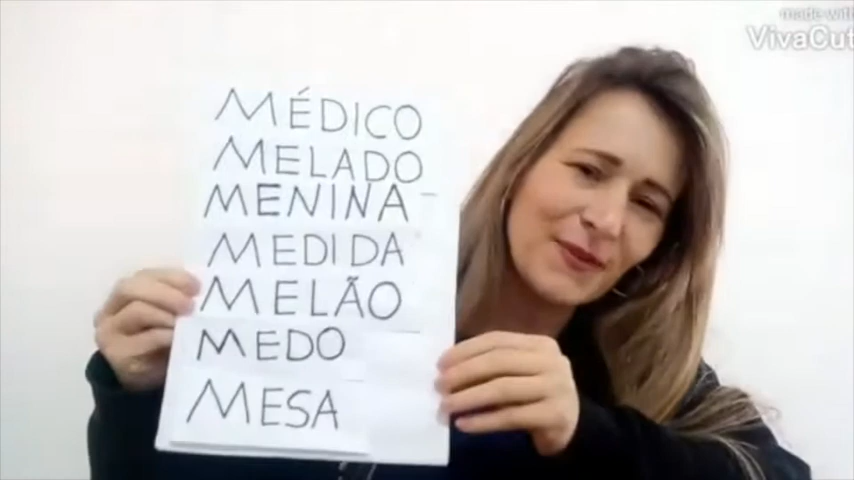 made with
VivaCut
MÉDICO
MELADO
MENINA
MEDIDA
MELÃO
MEDO
MESA